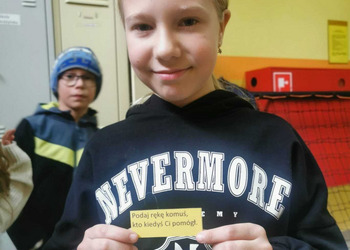 NEVERMORE
Podaj rękę komuś,
kto kiedyś Ci pomógł.